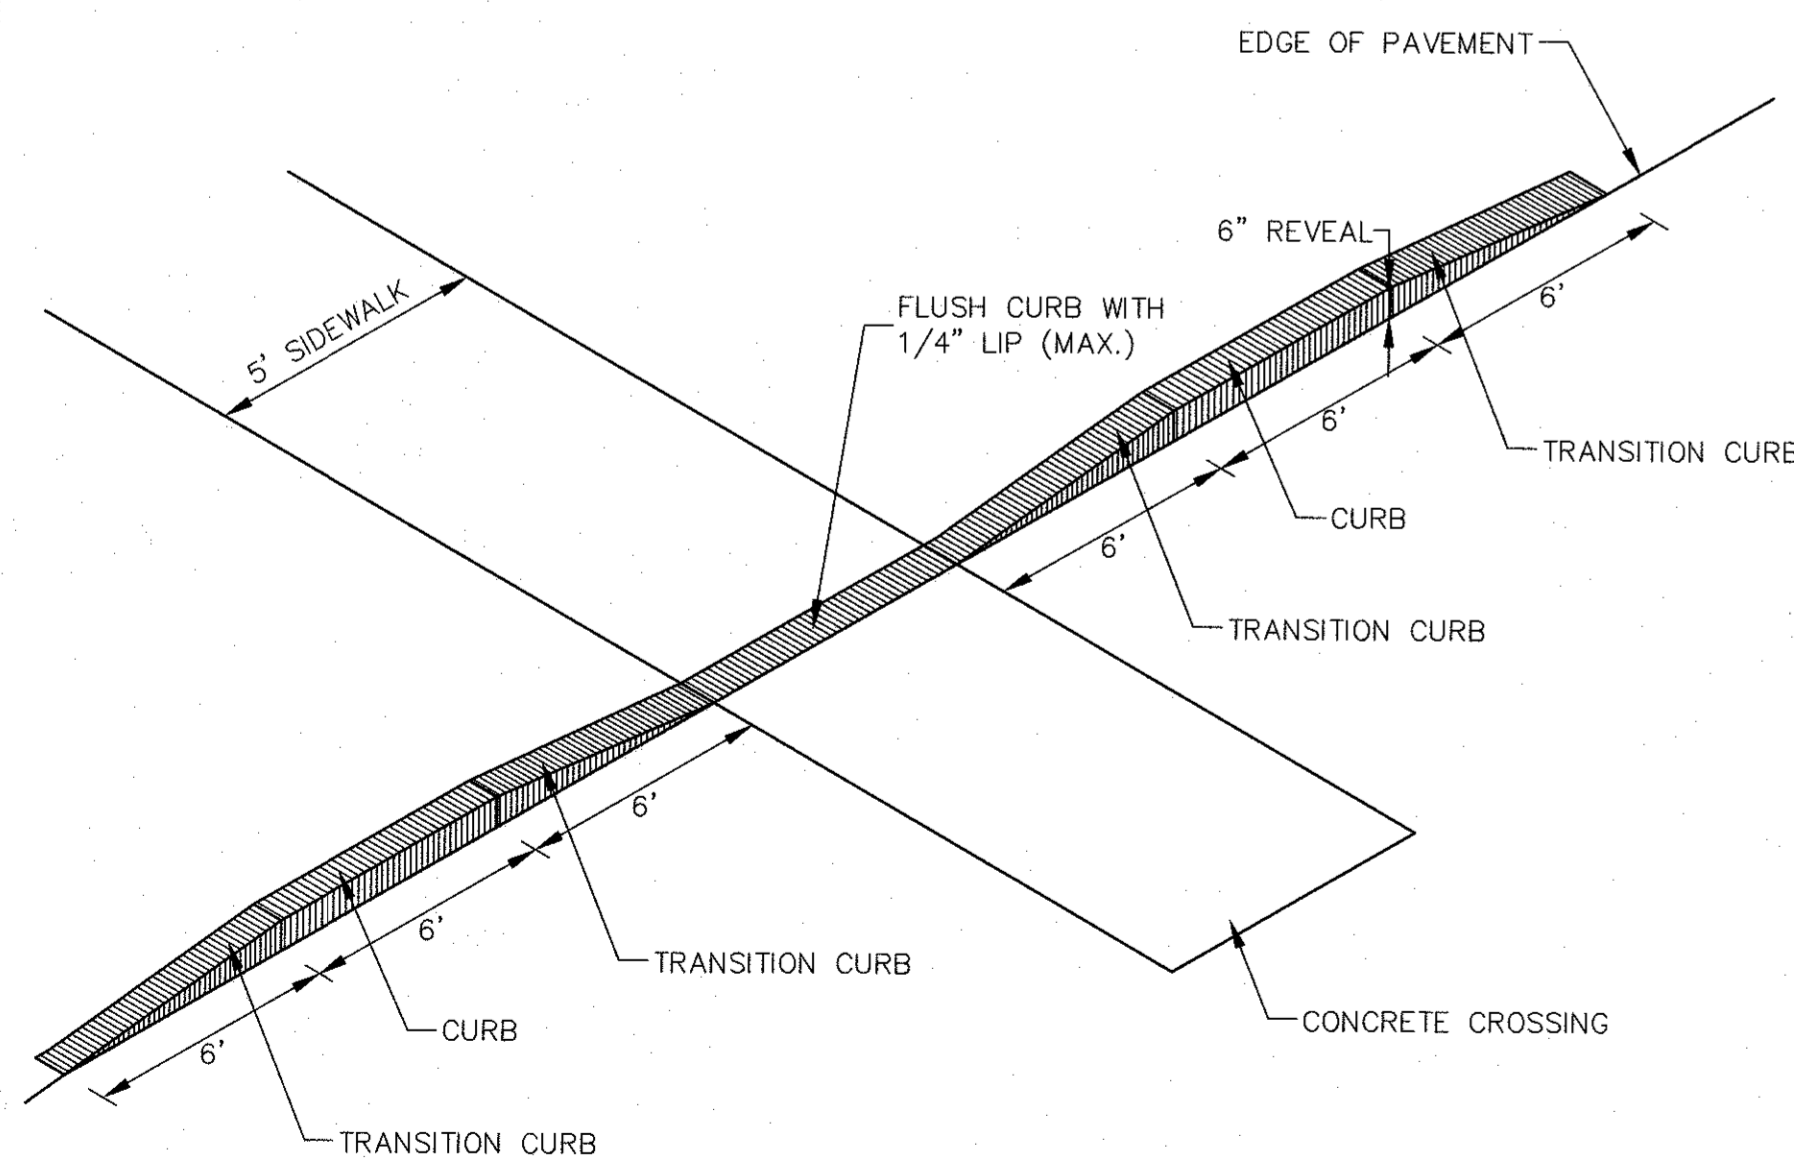 EDGE OF PAVEMENT
6" REVEAL
5' SIDEWALK
FLUSH CURB WITH
1/4" LIP (MAX.)
6'
6'
TRANSITION CURB
CURB
6'
TRANSITION CURB
6'
6'
TRANSITION CURB
CONCRETE CROSSING
CURB
6'
TRANSITION CURB